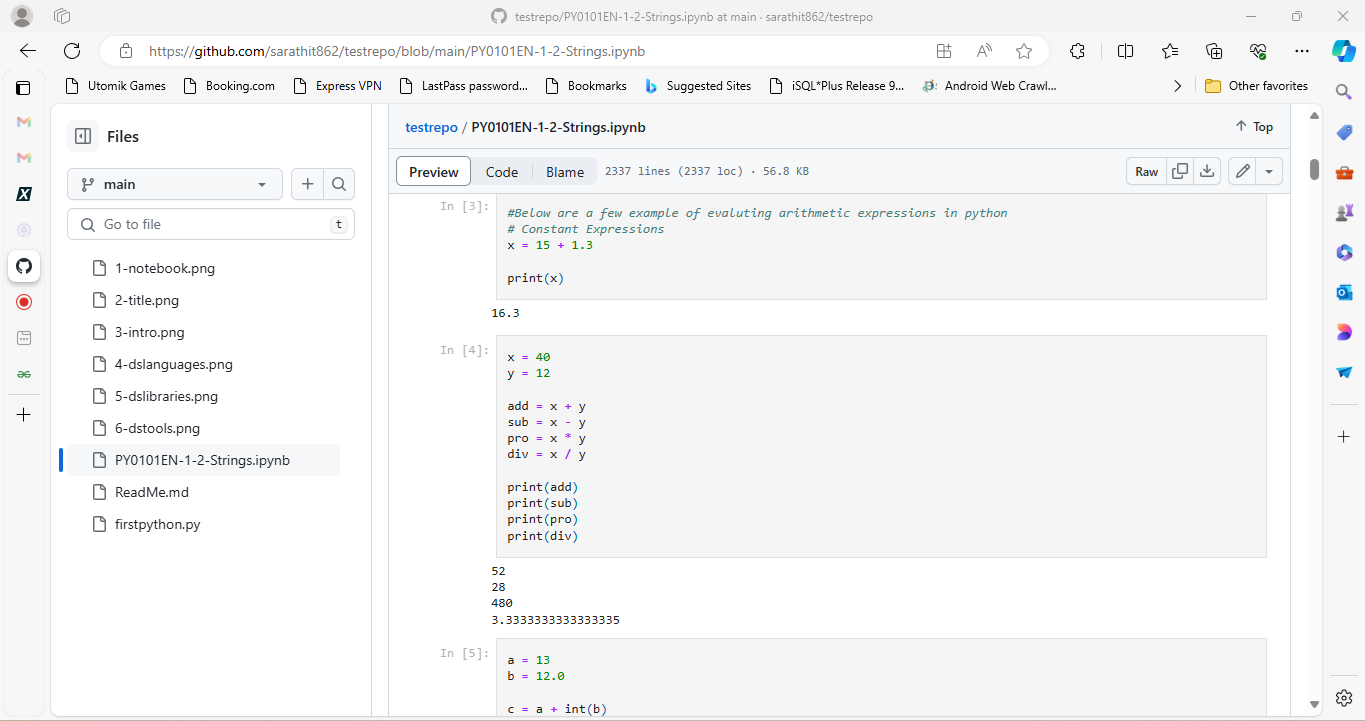 testrepo/PY0101EN-1-2-Strings.ipynb at main · sarathit862/testrepo
https://github.com/sarathit862/testrepo/blob/main/PY0101EN-1-2-Strings.ipynb
Utomik Games Booking.com Express VPN LastPass password... Bookmarks Suggested Sites iSQL*Plus Release 9... Android Web Crawl... Other favorites
Files
main
Go to file t
1-notebook.png
2-title.png
3-intro.png
4-dslanguages.png
5-dslibraries.png
6-dstools.png
PY0101EN-1-2-Strings.ipynb
ReadMe.md
firstpython.py
testrepo / PY0101EN-1-2-Strings.ipynb Top
Preview Code Blame 2337 lines (2337 loc) · 56.8 KB Raw
In [3]:
#Below are a few example of evaluting arithmetic expressions in python
# Constant Expressions
x = 15 + 1.3
print(x)
16.3
In [4]:
x = 40
y = 12
add = x + y
sub = x - y
pro = x * y
div = x / y
print(add)
print(sub)
print(pro)
print(div)
52
28
480
3.3333333333333335
In [5]:
a = 13
b = 12.0
c = a + int(b)